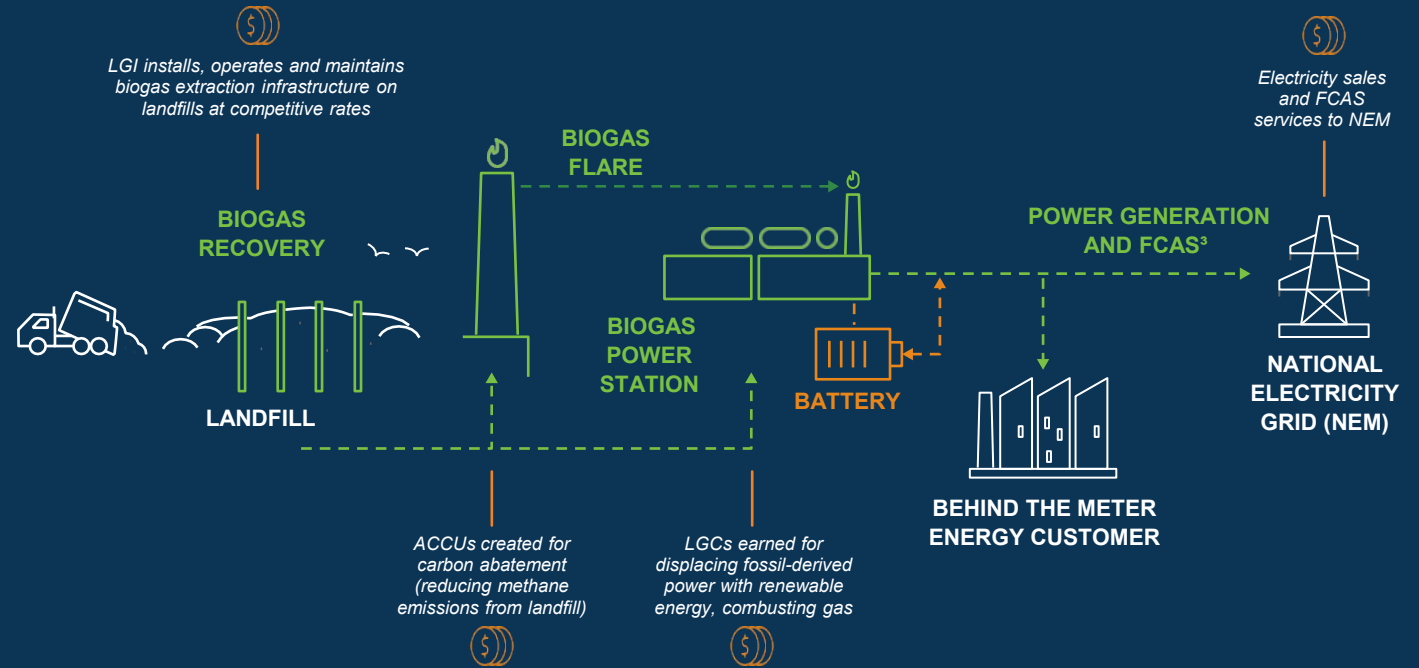 LGI installs, operates and maintains
biogas extraction infrastructure on
landfills at competitive rates
Electricity sales
and FCAS
services to NEM
BIOGAS
FLARE
BIOGAS
RECOVERY
POWER GENERATION
AND FCAS³
BIOGAS
POWER
STATION
LANDFILL
BATTERY
NATIONAL
ELECTRICITY
GRID (NEM)
BEHIND THE METER
ENERGY CUSTOMER
ACCUs created for
carbon abatement
(reducing methane
emissions from landfill)
LGCs earned for
displacing fossil-derived
power with renewable
energy, combusting gas